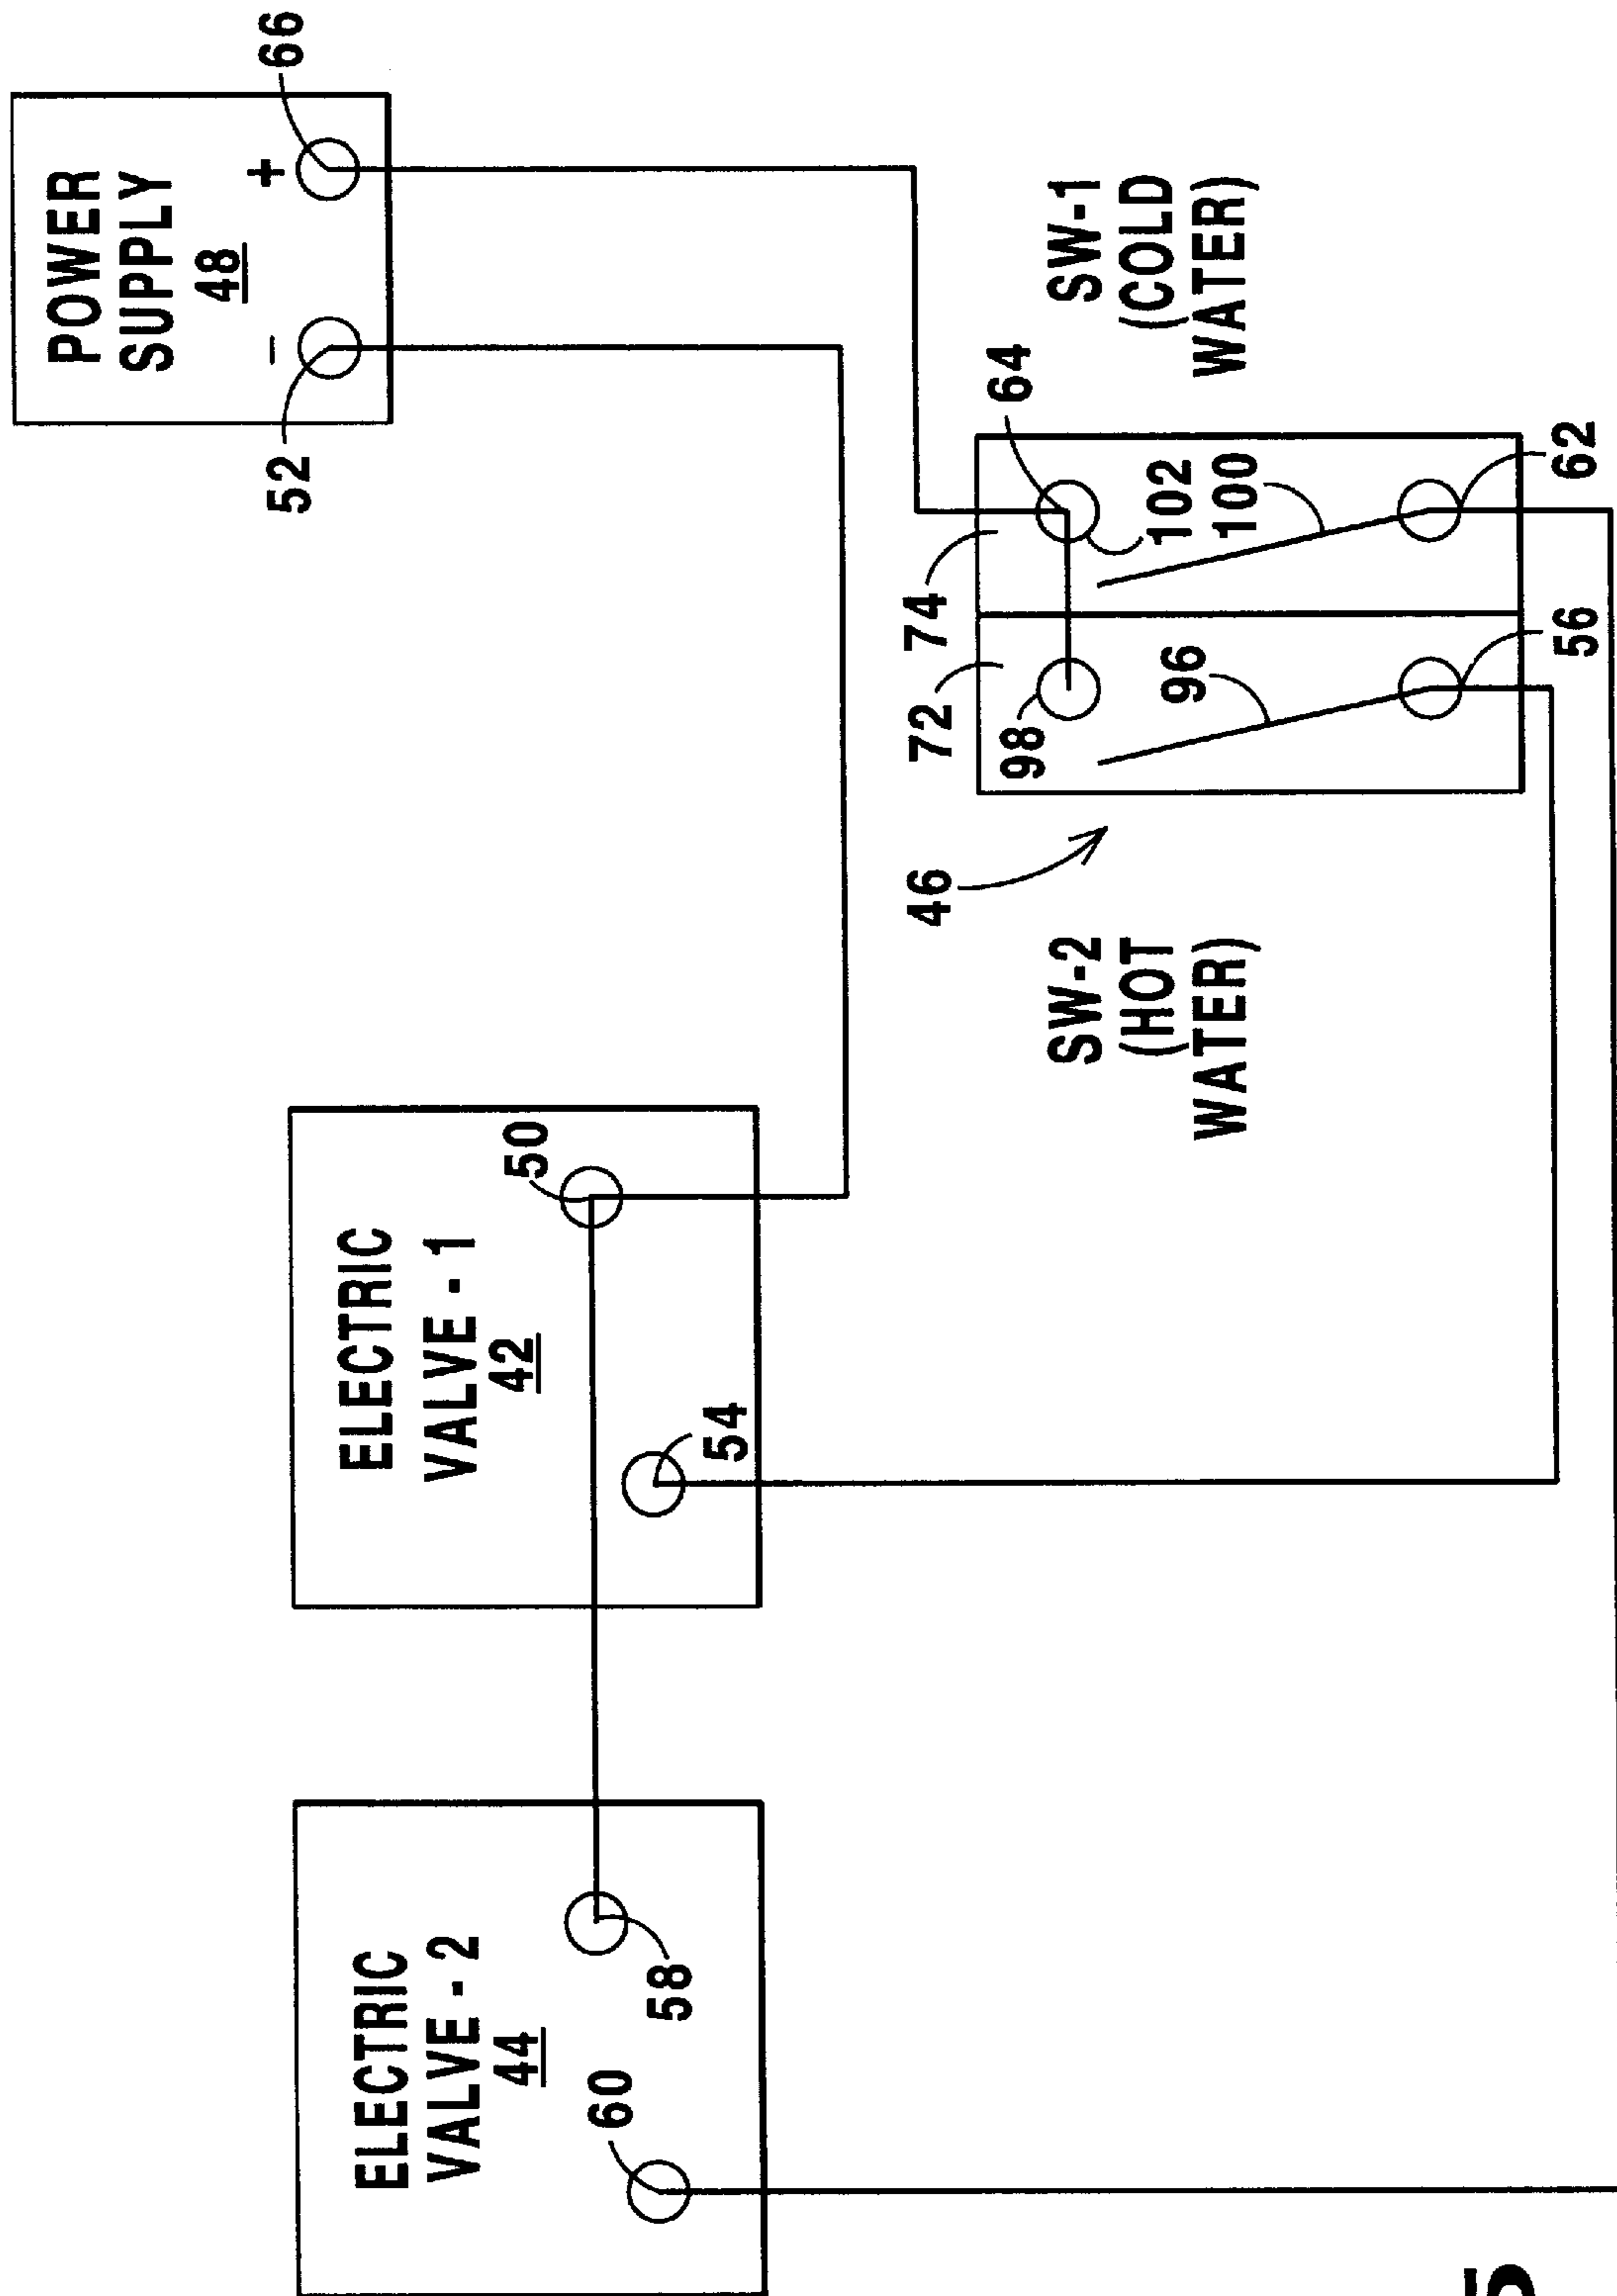 ELECTRIC
VALVE - 2
44
60
58
ELECTRIC
VALVE - 1
42
54
50
POWER
SUPPLY
48
-
+
52
66
SW-2
(HOT
WATER)
46
72
74
64
98
102
100
96
56
62
SW-1
(COLD
WATER)